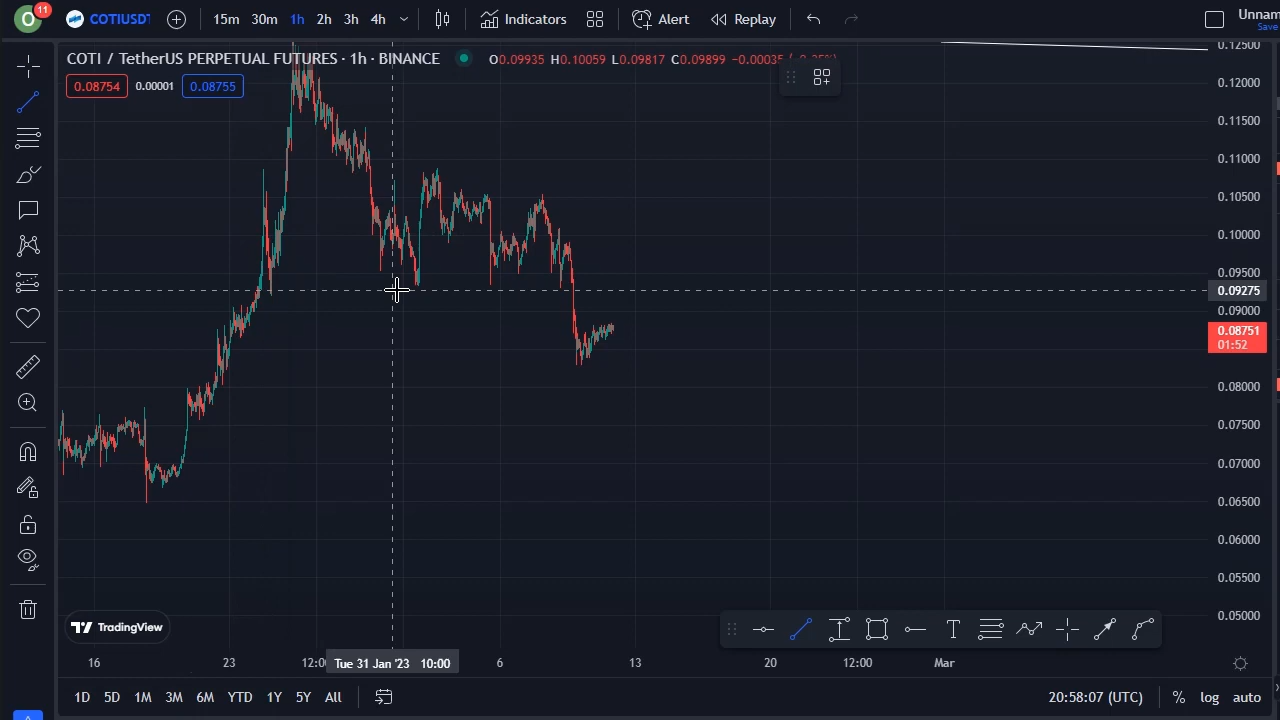 O 11 COTIUSDT 15m 30m 1h 2h 3h 4h Indicators Alert Replay Unnam
Save
COTI / TetherUS PERPETUAL FUTURES · 1h · BINANCE O0.09935 H0.10059 L0.09817 C0.09899 −0.00035
0.08754 0.00001 0.08755
0.12500
0.12000
0.11500
0.11000
0.10500
0.10000
0.09500
0.09275
0.09000
0.08751
01:52
0.08000
0.07500
0.07000
0.06500
0.06000
0.05500
0.05000
TradingView
T
16 23 12:00 Tue 31 Jan '23 10:00 6 13 20 12:00 Mar
1D 5D 1M 3M 6M YTD 1Y 5Y All 20:58:07 (UTC) % log auto